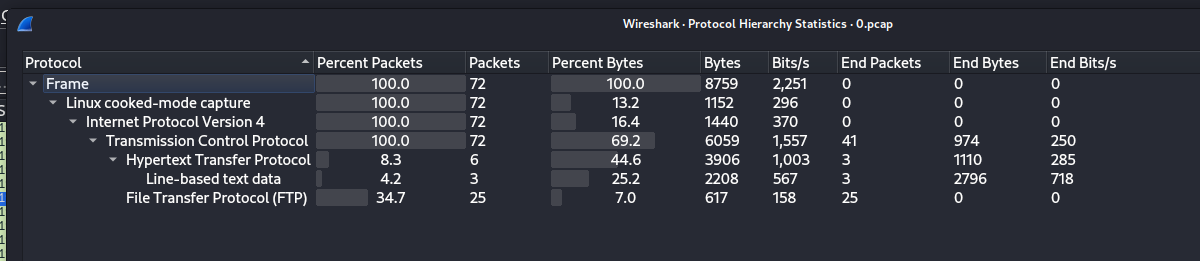 Wireshark · Protocol Hierarchy Statistics · 0.pcap
Protocol Percent Packets Packets Percent Bytes Bytes Bits/s End Packets End Bytes End Bits/s
Frame 100.0 72 100.0 8759 2,251 0 0 0
Linux cooked-mode capture 100.0 72 13.2 1152 296 0 0 0
Internet Protocol Version 4 100.0 72 16.4 1440 370 0 0 0
Transmission Control Protocol 100.0 72 69.2 6059 1,557 41 974 250
Hypertext Transfer Protocol 8.3 6 44.6 3906 1,003 3 1110 285
Line-based text data 4.2 3 25.2 2208 567 3 2796 718
File Transfer Protocol (FTP) 34.7 25 7.0 617 158 25 0 0